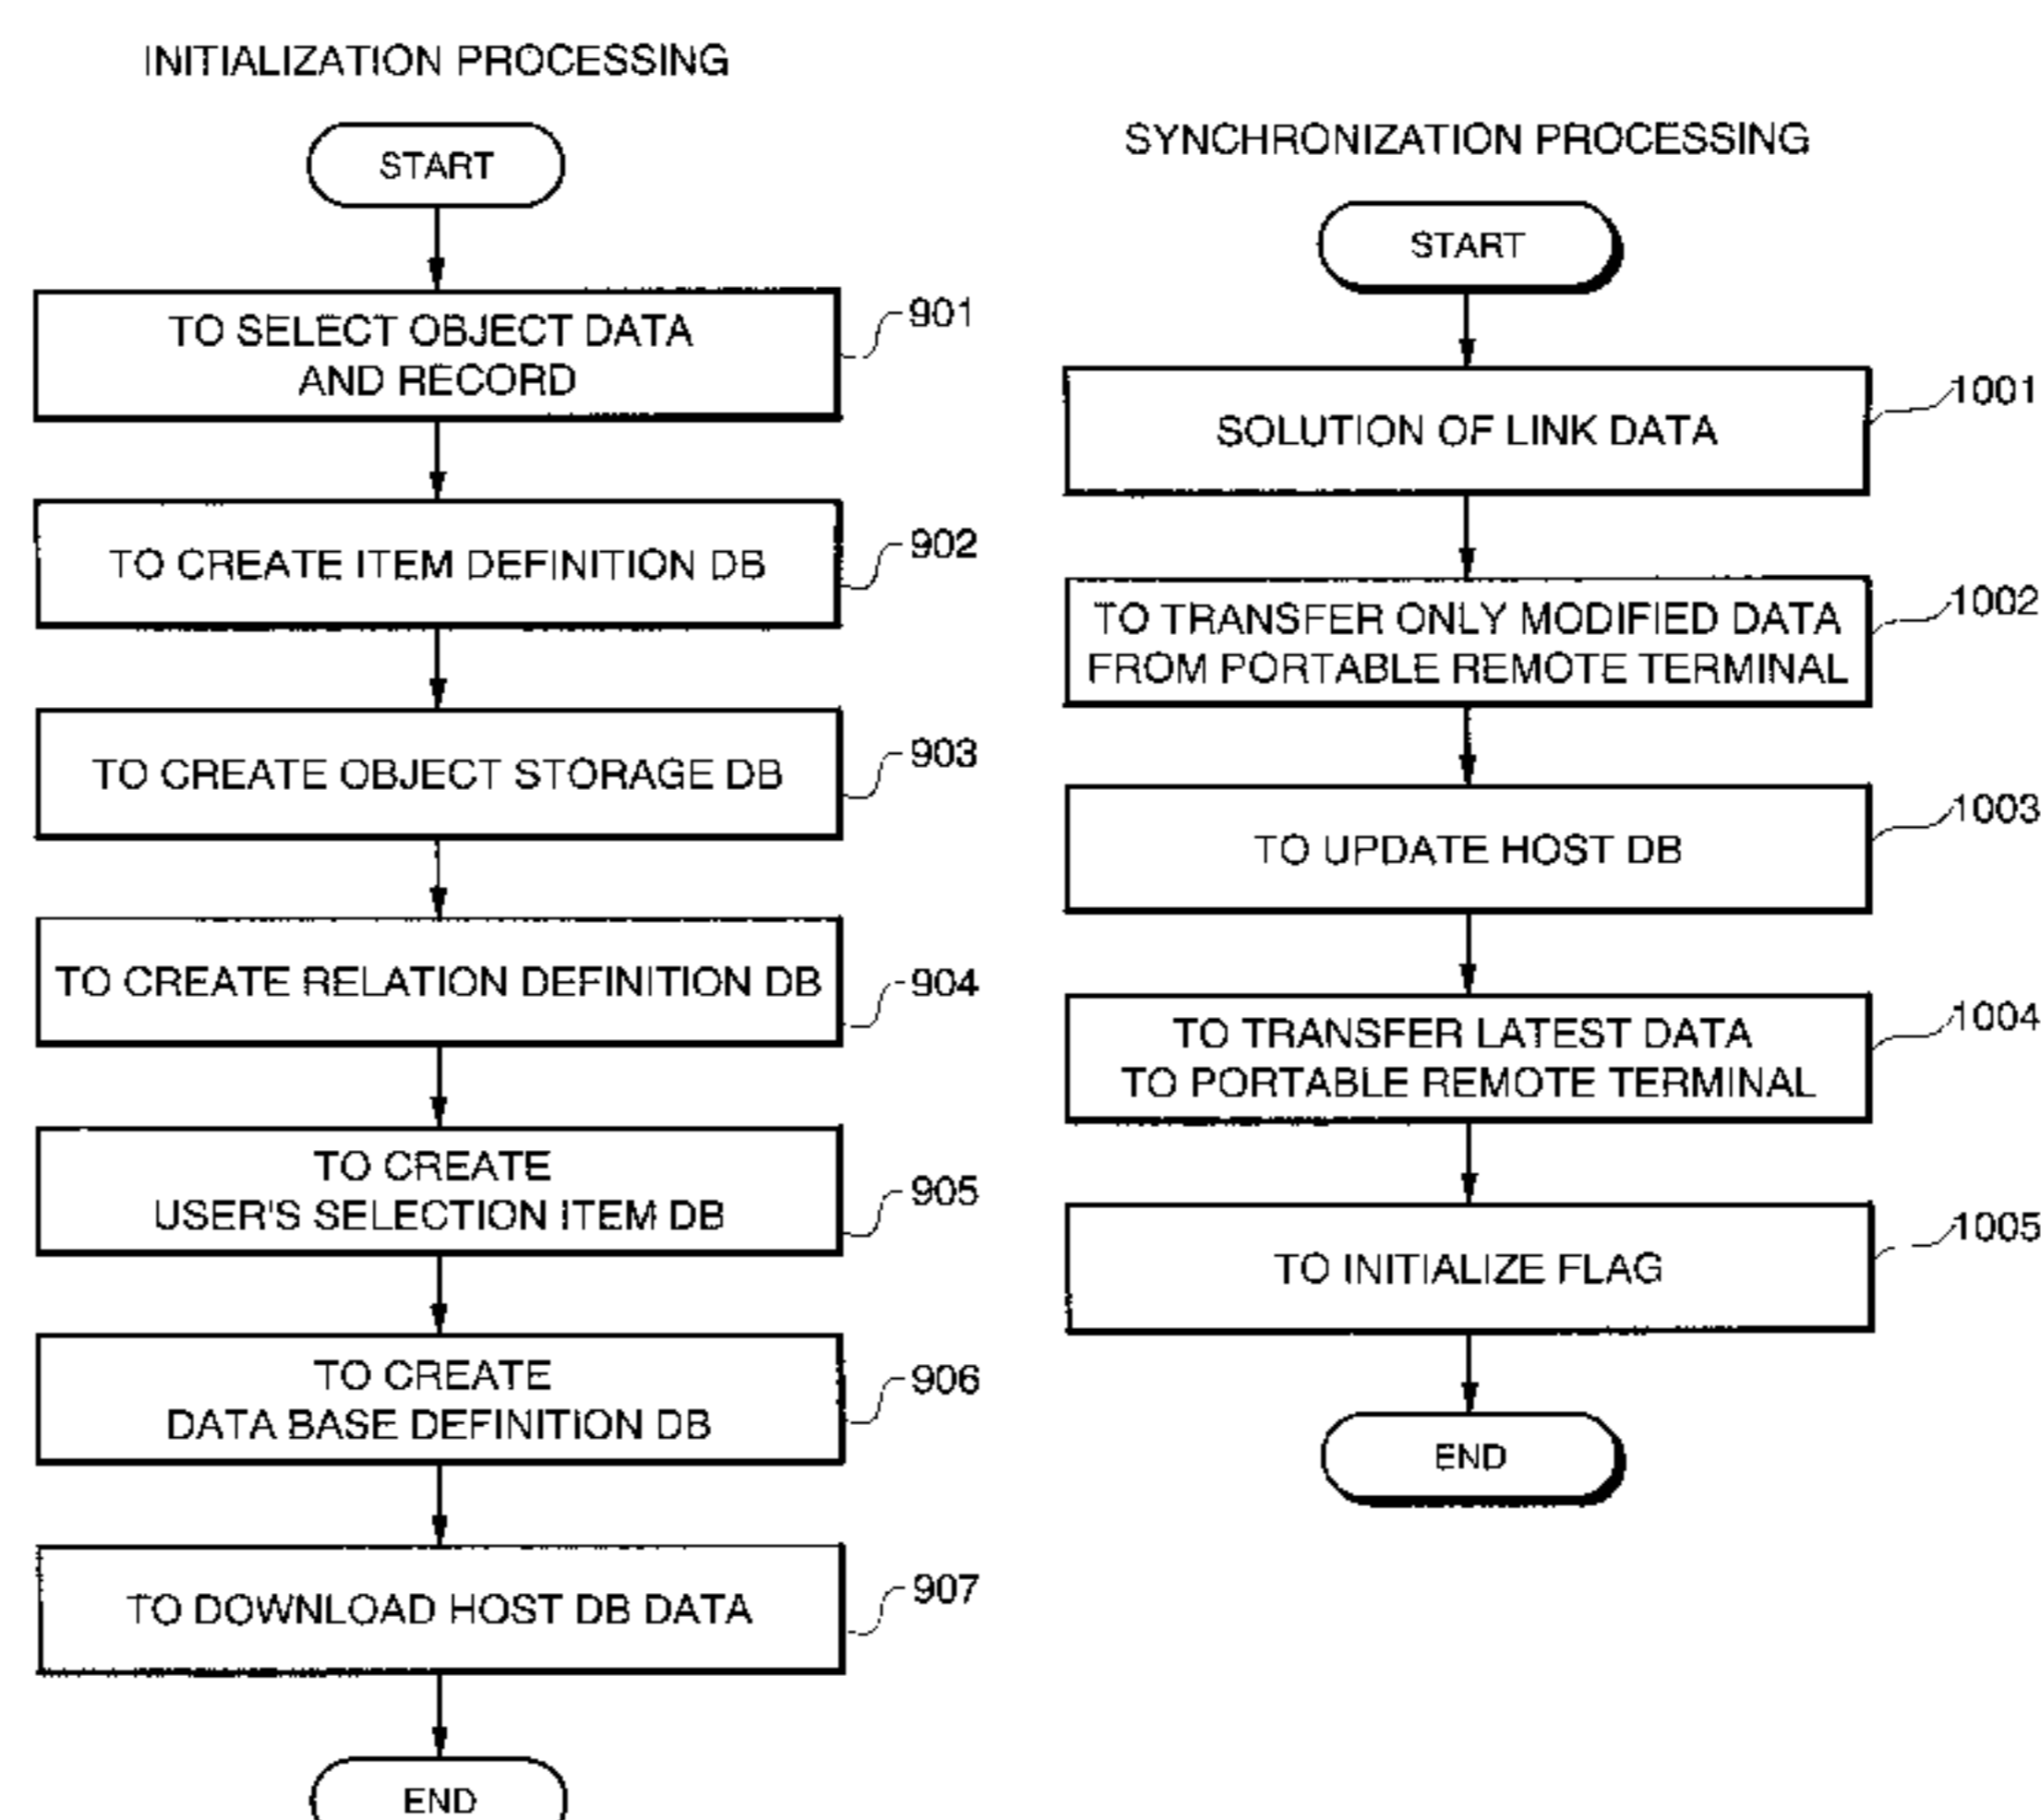 INITIALIZATION PROCESSING
START
TO SELECT OBJECT DATA
AND RECORD
901
TO CREATE ITEM DEFINITION DB
902
TO CREATE OBJECT STORAGE DB
903
TO CREATE RELATION DEFINITION DB
904
TO CREATE
USER'S SELECTION ITEM DB
905
TO CREATE
DATA BASE DEFINITION DB
906
TO DOWNLOAD HOST DB DATA
907
END
SYNCHRONIZATION PROCESSING
START
SOLUTION OF LINK DATA
1001
TO TRANSFER ONLY MODIFIED DATA
FROM PORTABLE REMOTE TERMINAL
1002
TO UPDATE HOST DB
1003
TO TRANSFER LATEST DATA
TO PORTABLE REMOTE TERMINAL
1004
TO INITIALIZE FLAG
1005
END